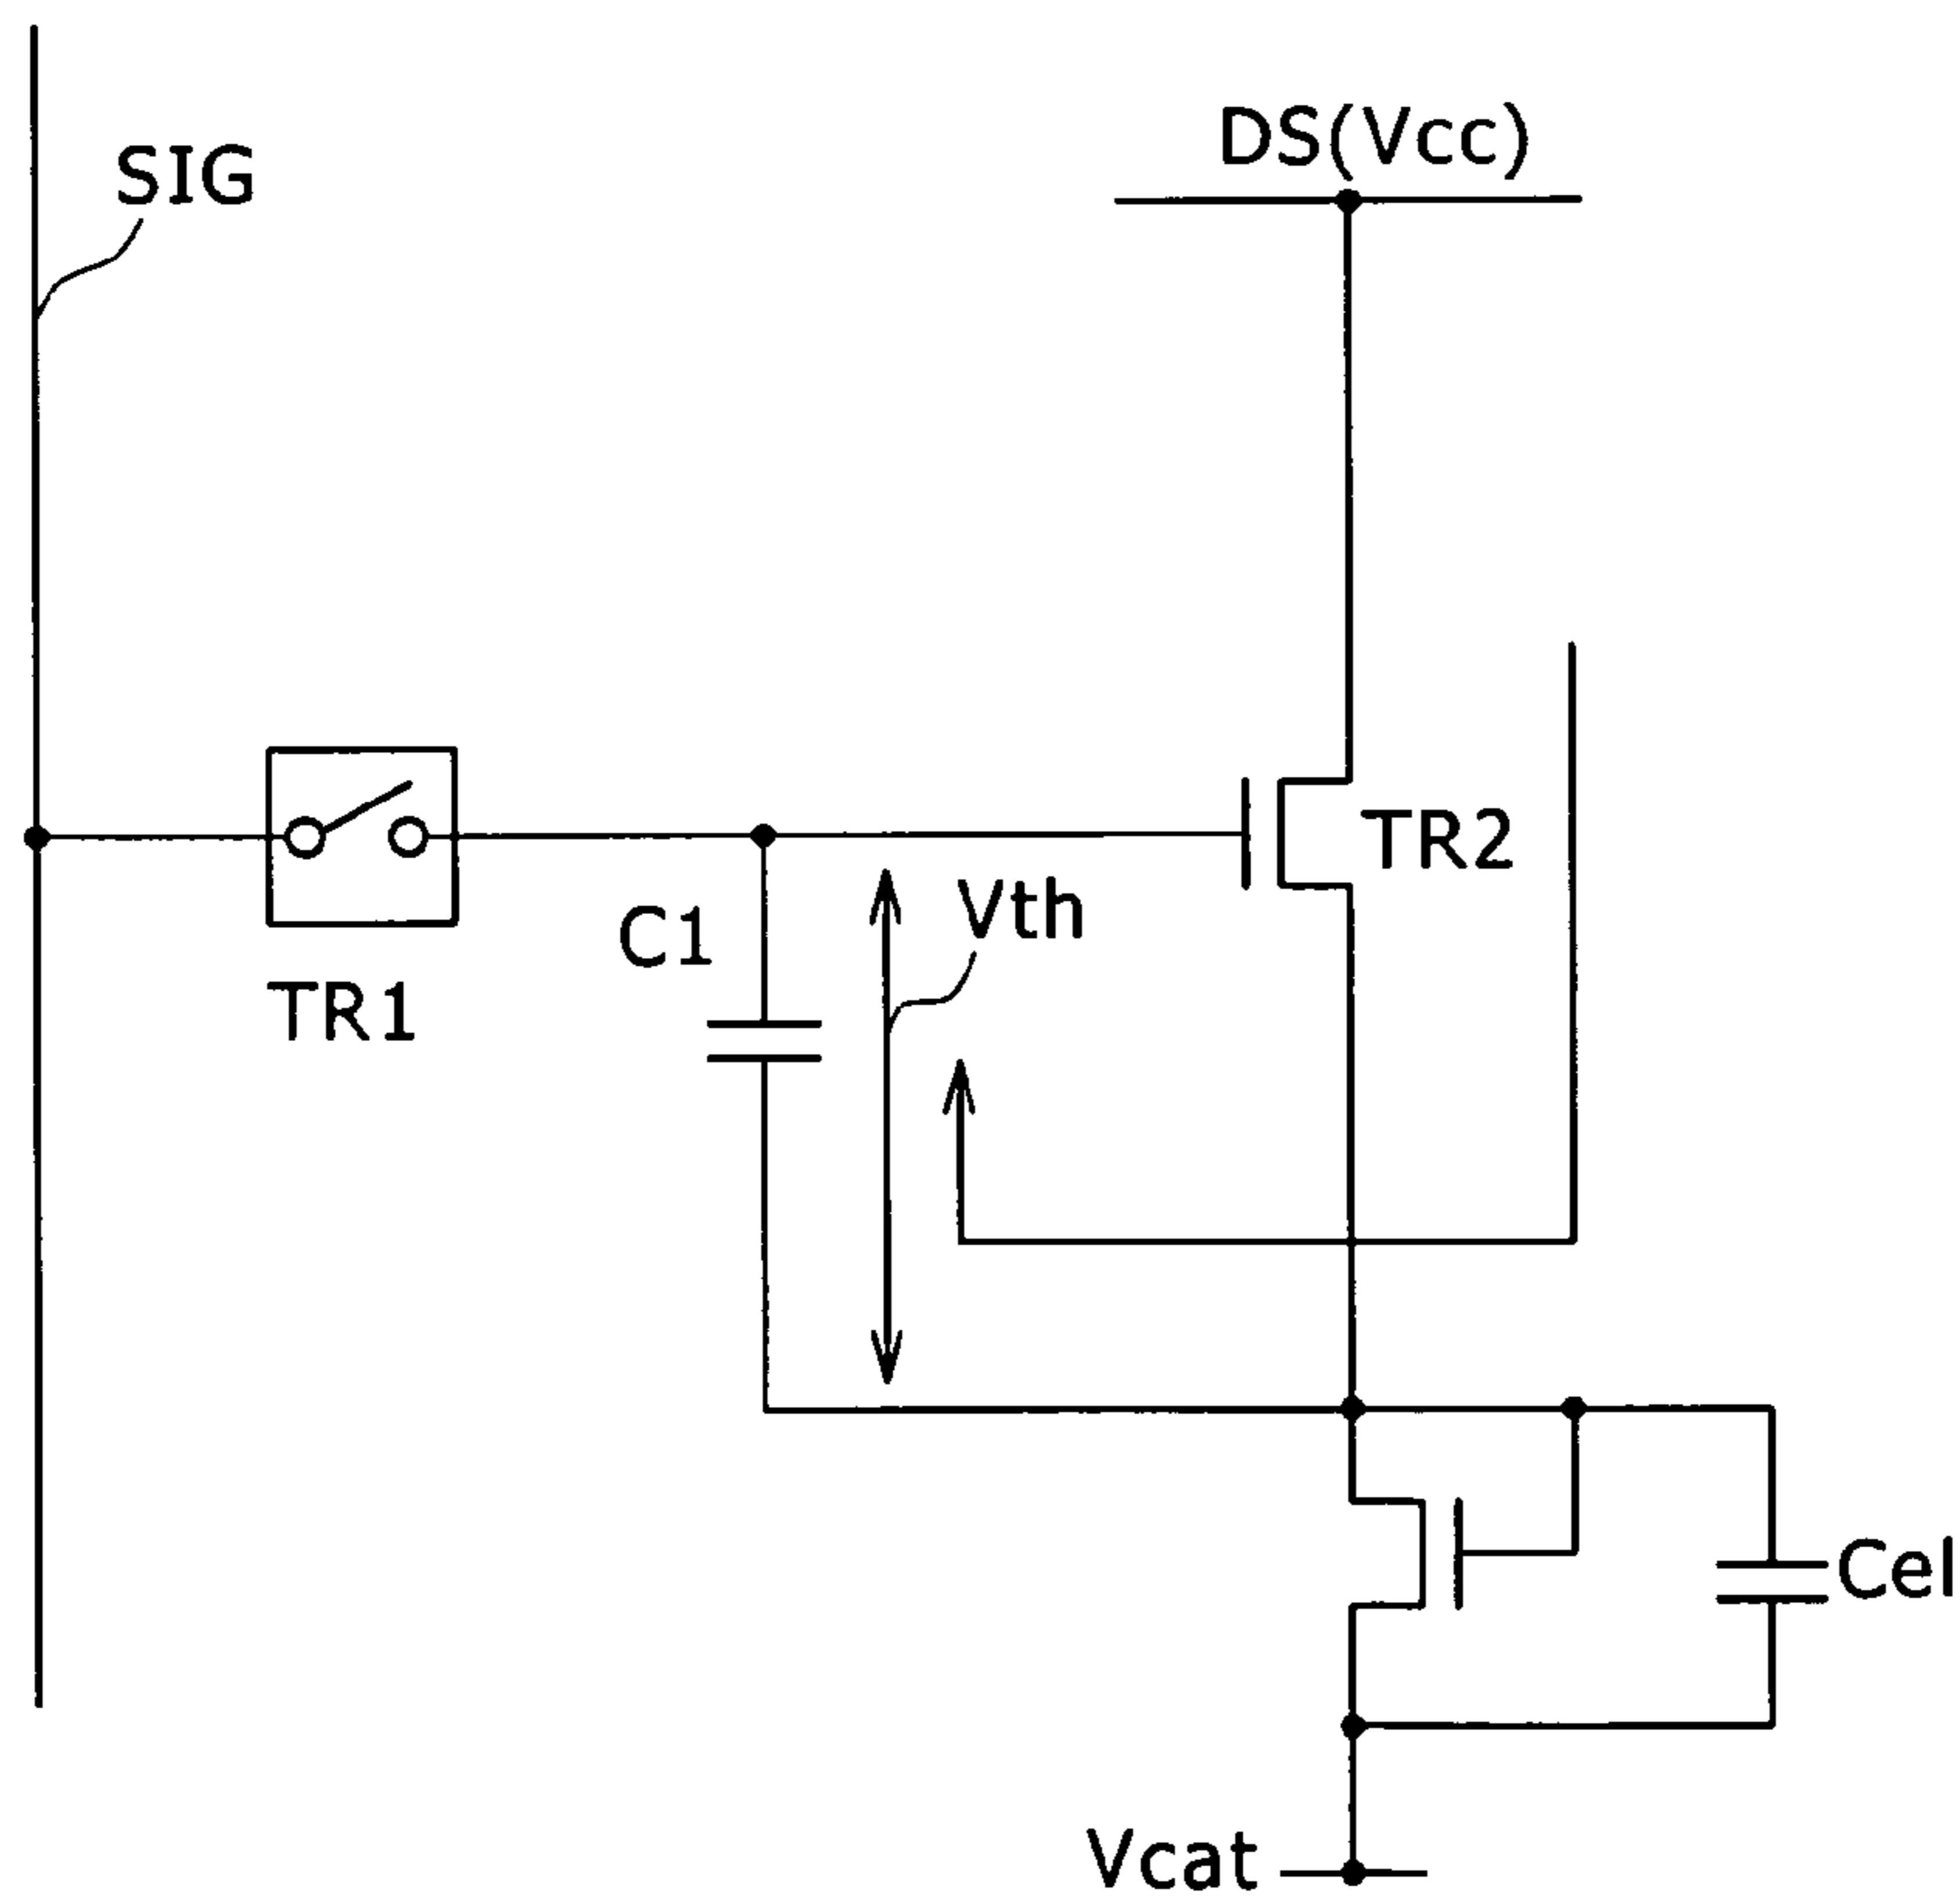 DS(Vcc)
SIG
TR2
Vth
C1
TR1
Cel
Vcat